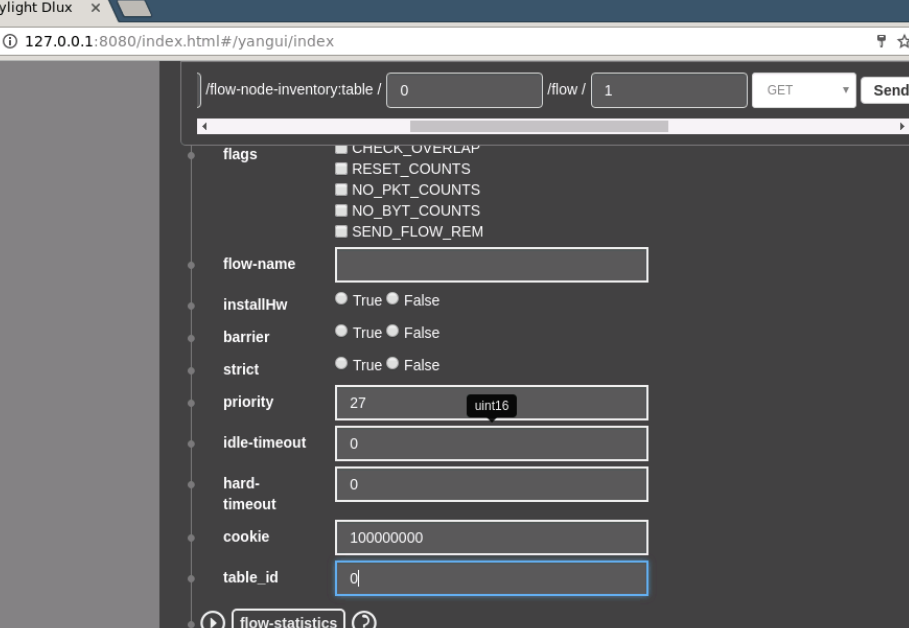 ylight Dlux
127.0.0.1:8080/index.html#/yangui/index
/flow-node-inventory:table / 0 /flow / 1 GET Send
flags
CHECK_OVERLAP
RESET_COUNTS
NO_PKT_COUNTS
NO_BYT_COUNTS
SEND_FLOW_REM
flow-name
installHw True False
barrier True False
strict True False
priority 27
uint16
idle-timeout 0
hard-
timeout 0
cookie 100000000
table_id 0
flow-statistics ?